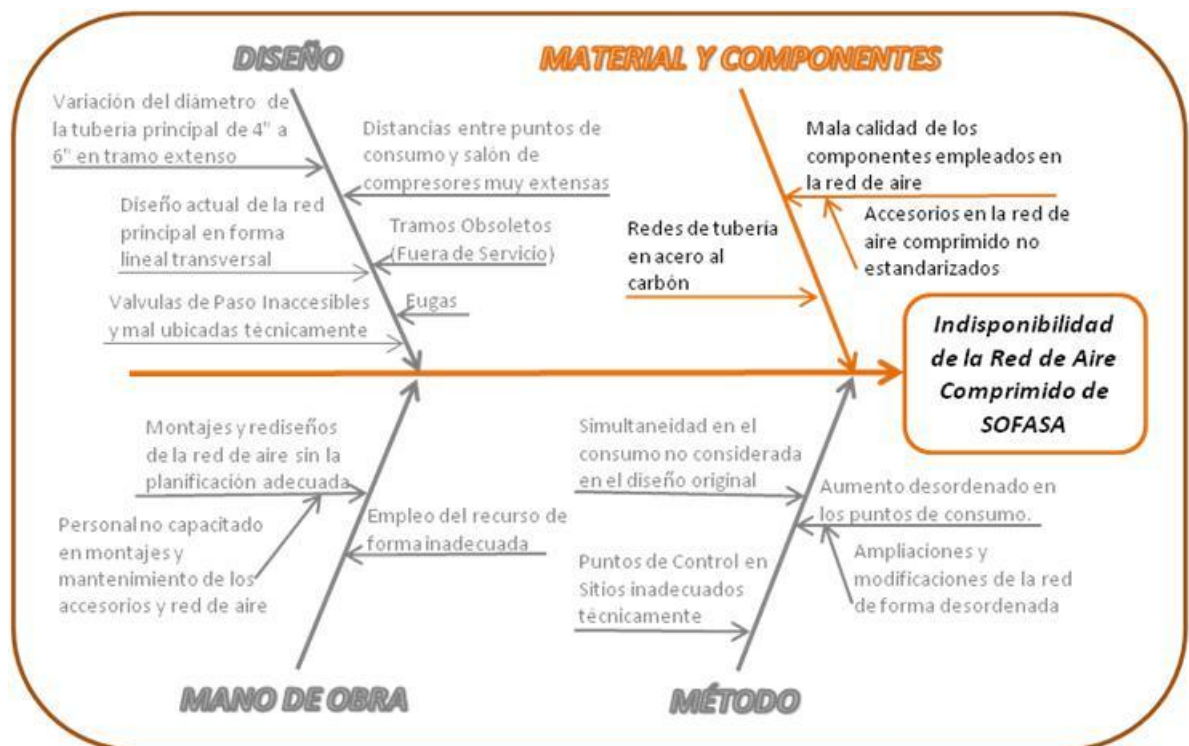 DISEÑO
MATERIAL Y COMPONENTES
Variación del diámetro de
la tubería principal de 4" a
6" en tramo extenso
Distancias entre puntos de
consumo y salón de
compresores muy extensas
Diseño actual de la red
principal en forma
lineal transversal
Tramos Obsoletos
(Fuera de Servicio)
Valvulas de Paso Inaccesibles
y mal ubicadas técnicamente
Fugas
Mala calidad de los
componentes empleados en
la red de aire
Accesorios en la red de
aire comprimido no
estandarizados
Redes de tubería
en acero al
carbón
Indisponibilidad
de la Red de Aire
Comprimido de
SOFASA
Montajes y rediseños
de la red de aire sin la
planificación adecuada
Personal no capacitado
en montajes y
mantenimiento de los
accesorios y red de aire
Empleo del recurso de
forma inadecuada
Simultaneidad en el
consumo no considerada
en el diseño original
Aumento desordenado en
los puntos de consumo.
Puntos de Control en
Sitios inadecuados
técnicamente
Ampliaciones y
modificaciones de la red
de forma desordenada
MANO DE OBRA
MÉTODO